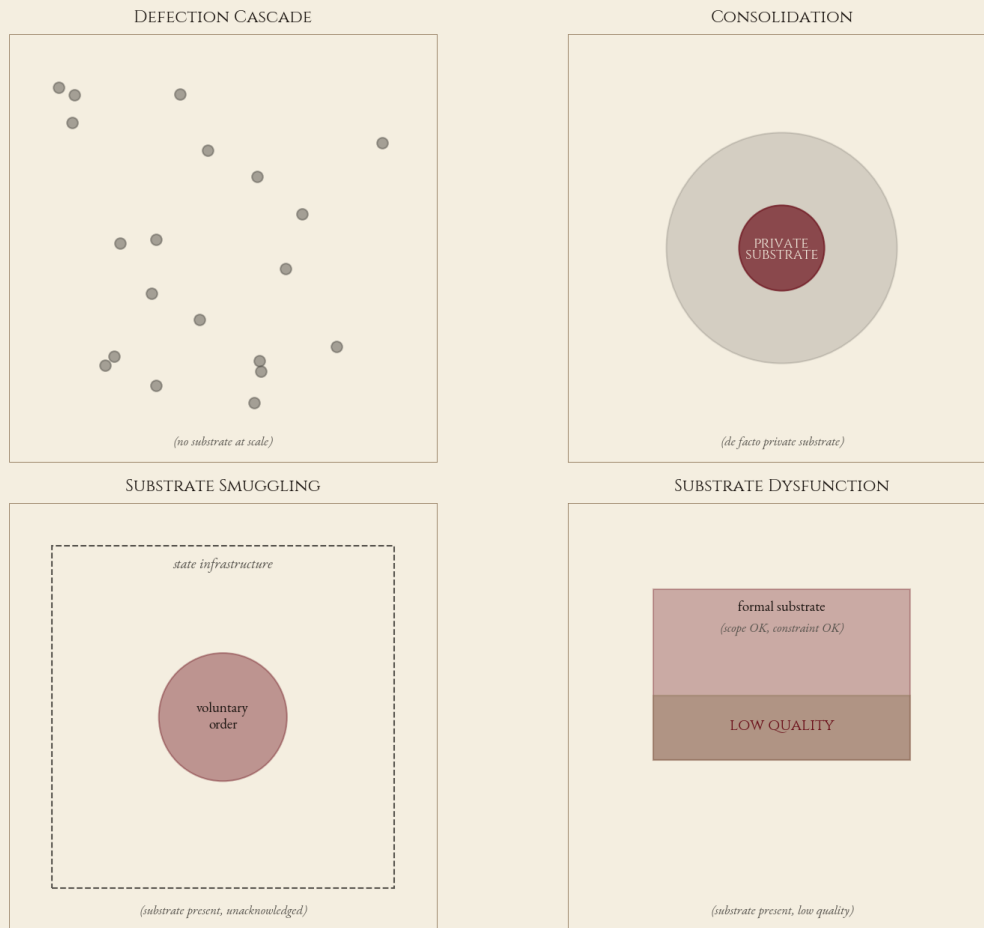 Defection Cascade
Consolidation
PRIVATE
SUBSTRATE
(no substrate at scale)
(de facto private substrate)
Substrate Smuggling
Substrate Dysfunction
state infrastructure
voluntary
order
formal substrate
(scope OK, constraint OK)
LOW QUALITY
(substrate present, unacknowledged)
(substrate present, low quality)